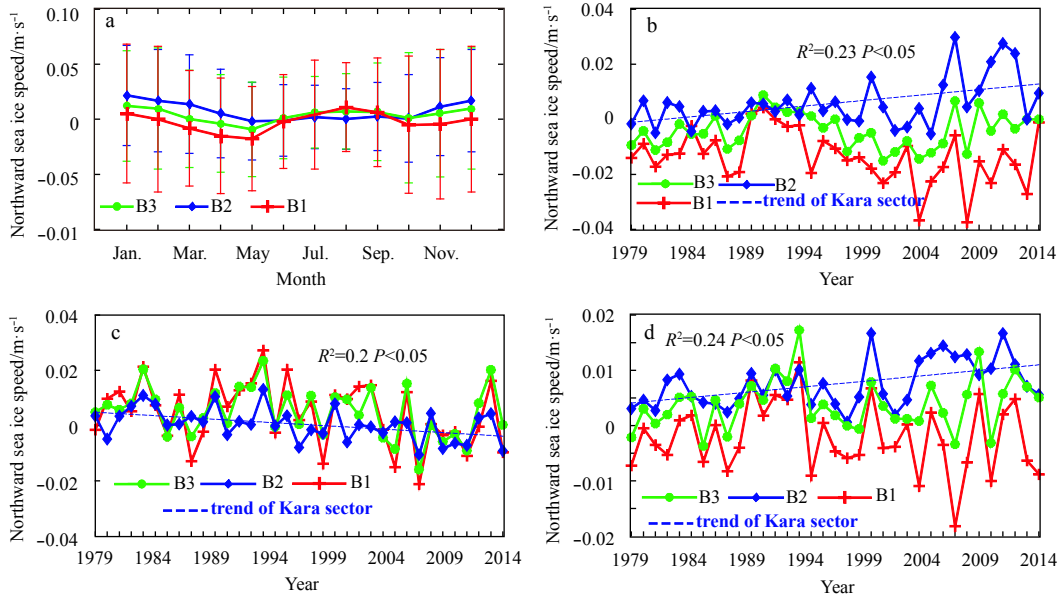 a
Northward sea ice speed/m·s⁻¹
0.10
0.05
0
−0.05
−0.01
B3 B2 B1
Jan. Mar. May Jul. Sep. Nov.
Month
b
Northward sea ice speed/m·s⁻¹
0.04
0.02
0
−0.02
−0.04
R²=0.23 P<0.05
B3 B2
B1 trend of Kara sector
1979 1984 1989 1994 1999 2004 2009 2014
Year
c
Northward sea ice speed/m·s⁻¹
0.04
0.02
0
−0.02
−0.04
R²=0.2 P<0.05
B3 B2 B1
trend of Kara sector
1979 1984 1989 1994 1999 2004 2009 2014
Year
d
Northward sea ice speed/m·s⁻¹
0.02
0.01
0
−0.01
−0.02
R²=0.24 P<0.05
B3 B2 B1
trend of Kara sector
1979 1984 1989 1994 1999 2004 2009 2014
Year